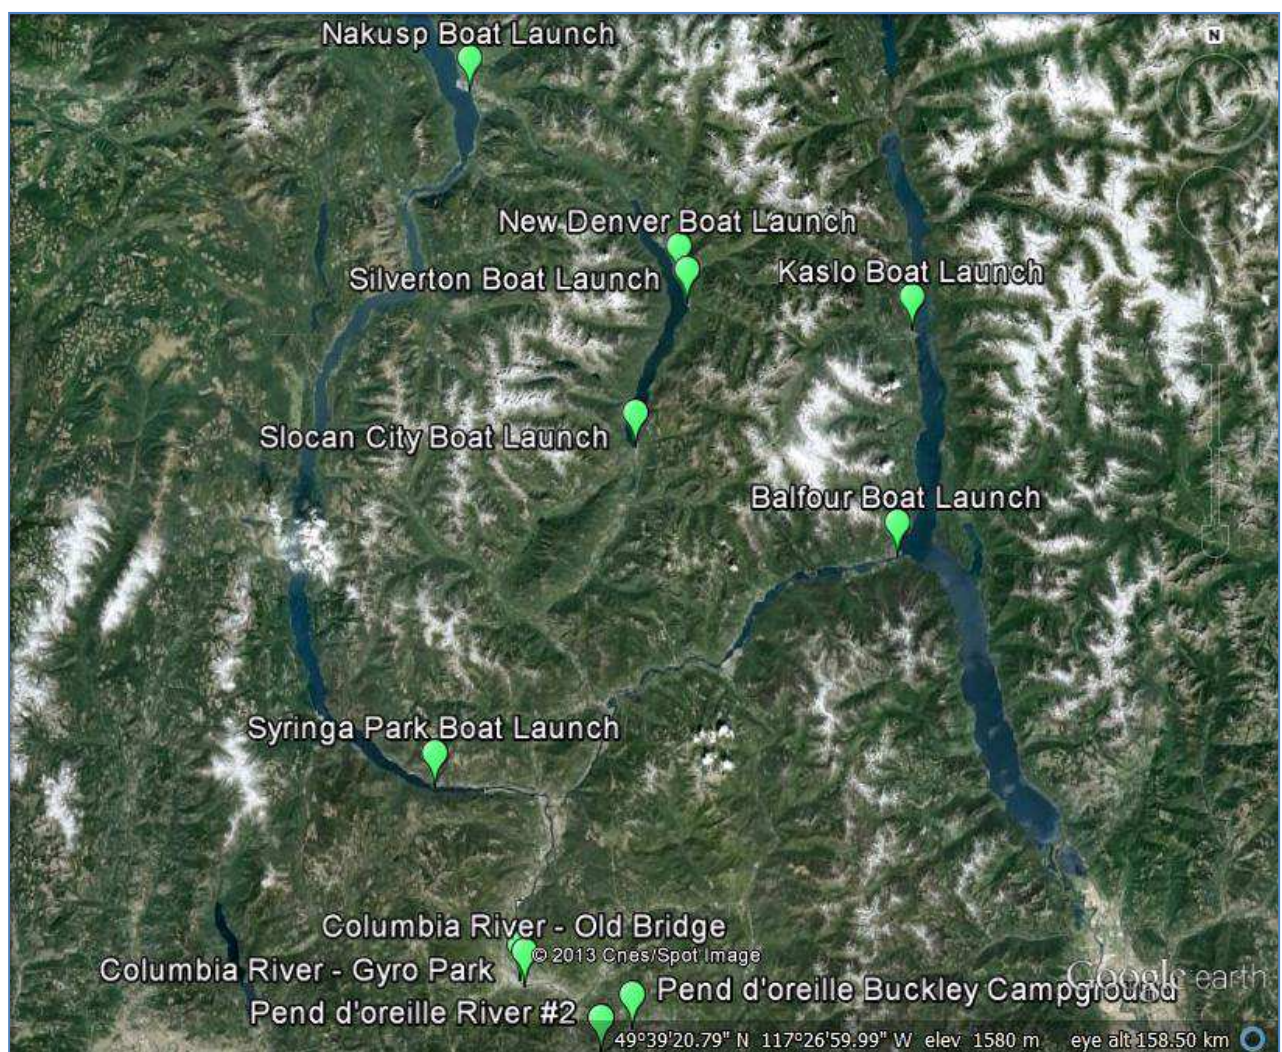 Nakusp Boat Launch
N
New Denver Boat Launch
Silverton Boat Launch
Kaslo Boat Launch
Slocan City Boat Launch
Balfour Boat Launch
Syringa Park Boat Launch
Columbia River - Old Bridge
© 2013 Cnes/Spot Image
Columbia River - Gyro Park
Google earth
Pend d'oreille Buckley Campground
Pend d'oreille River #2
49°39'20.79" N 117°26'59.99" W elev 1580 m eye alt 158.50 km